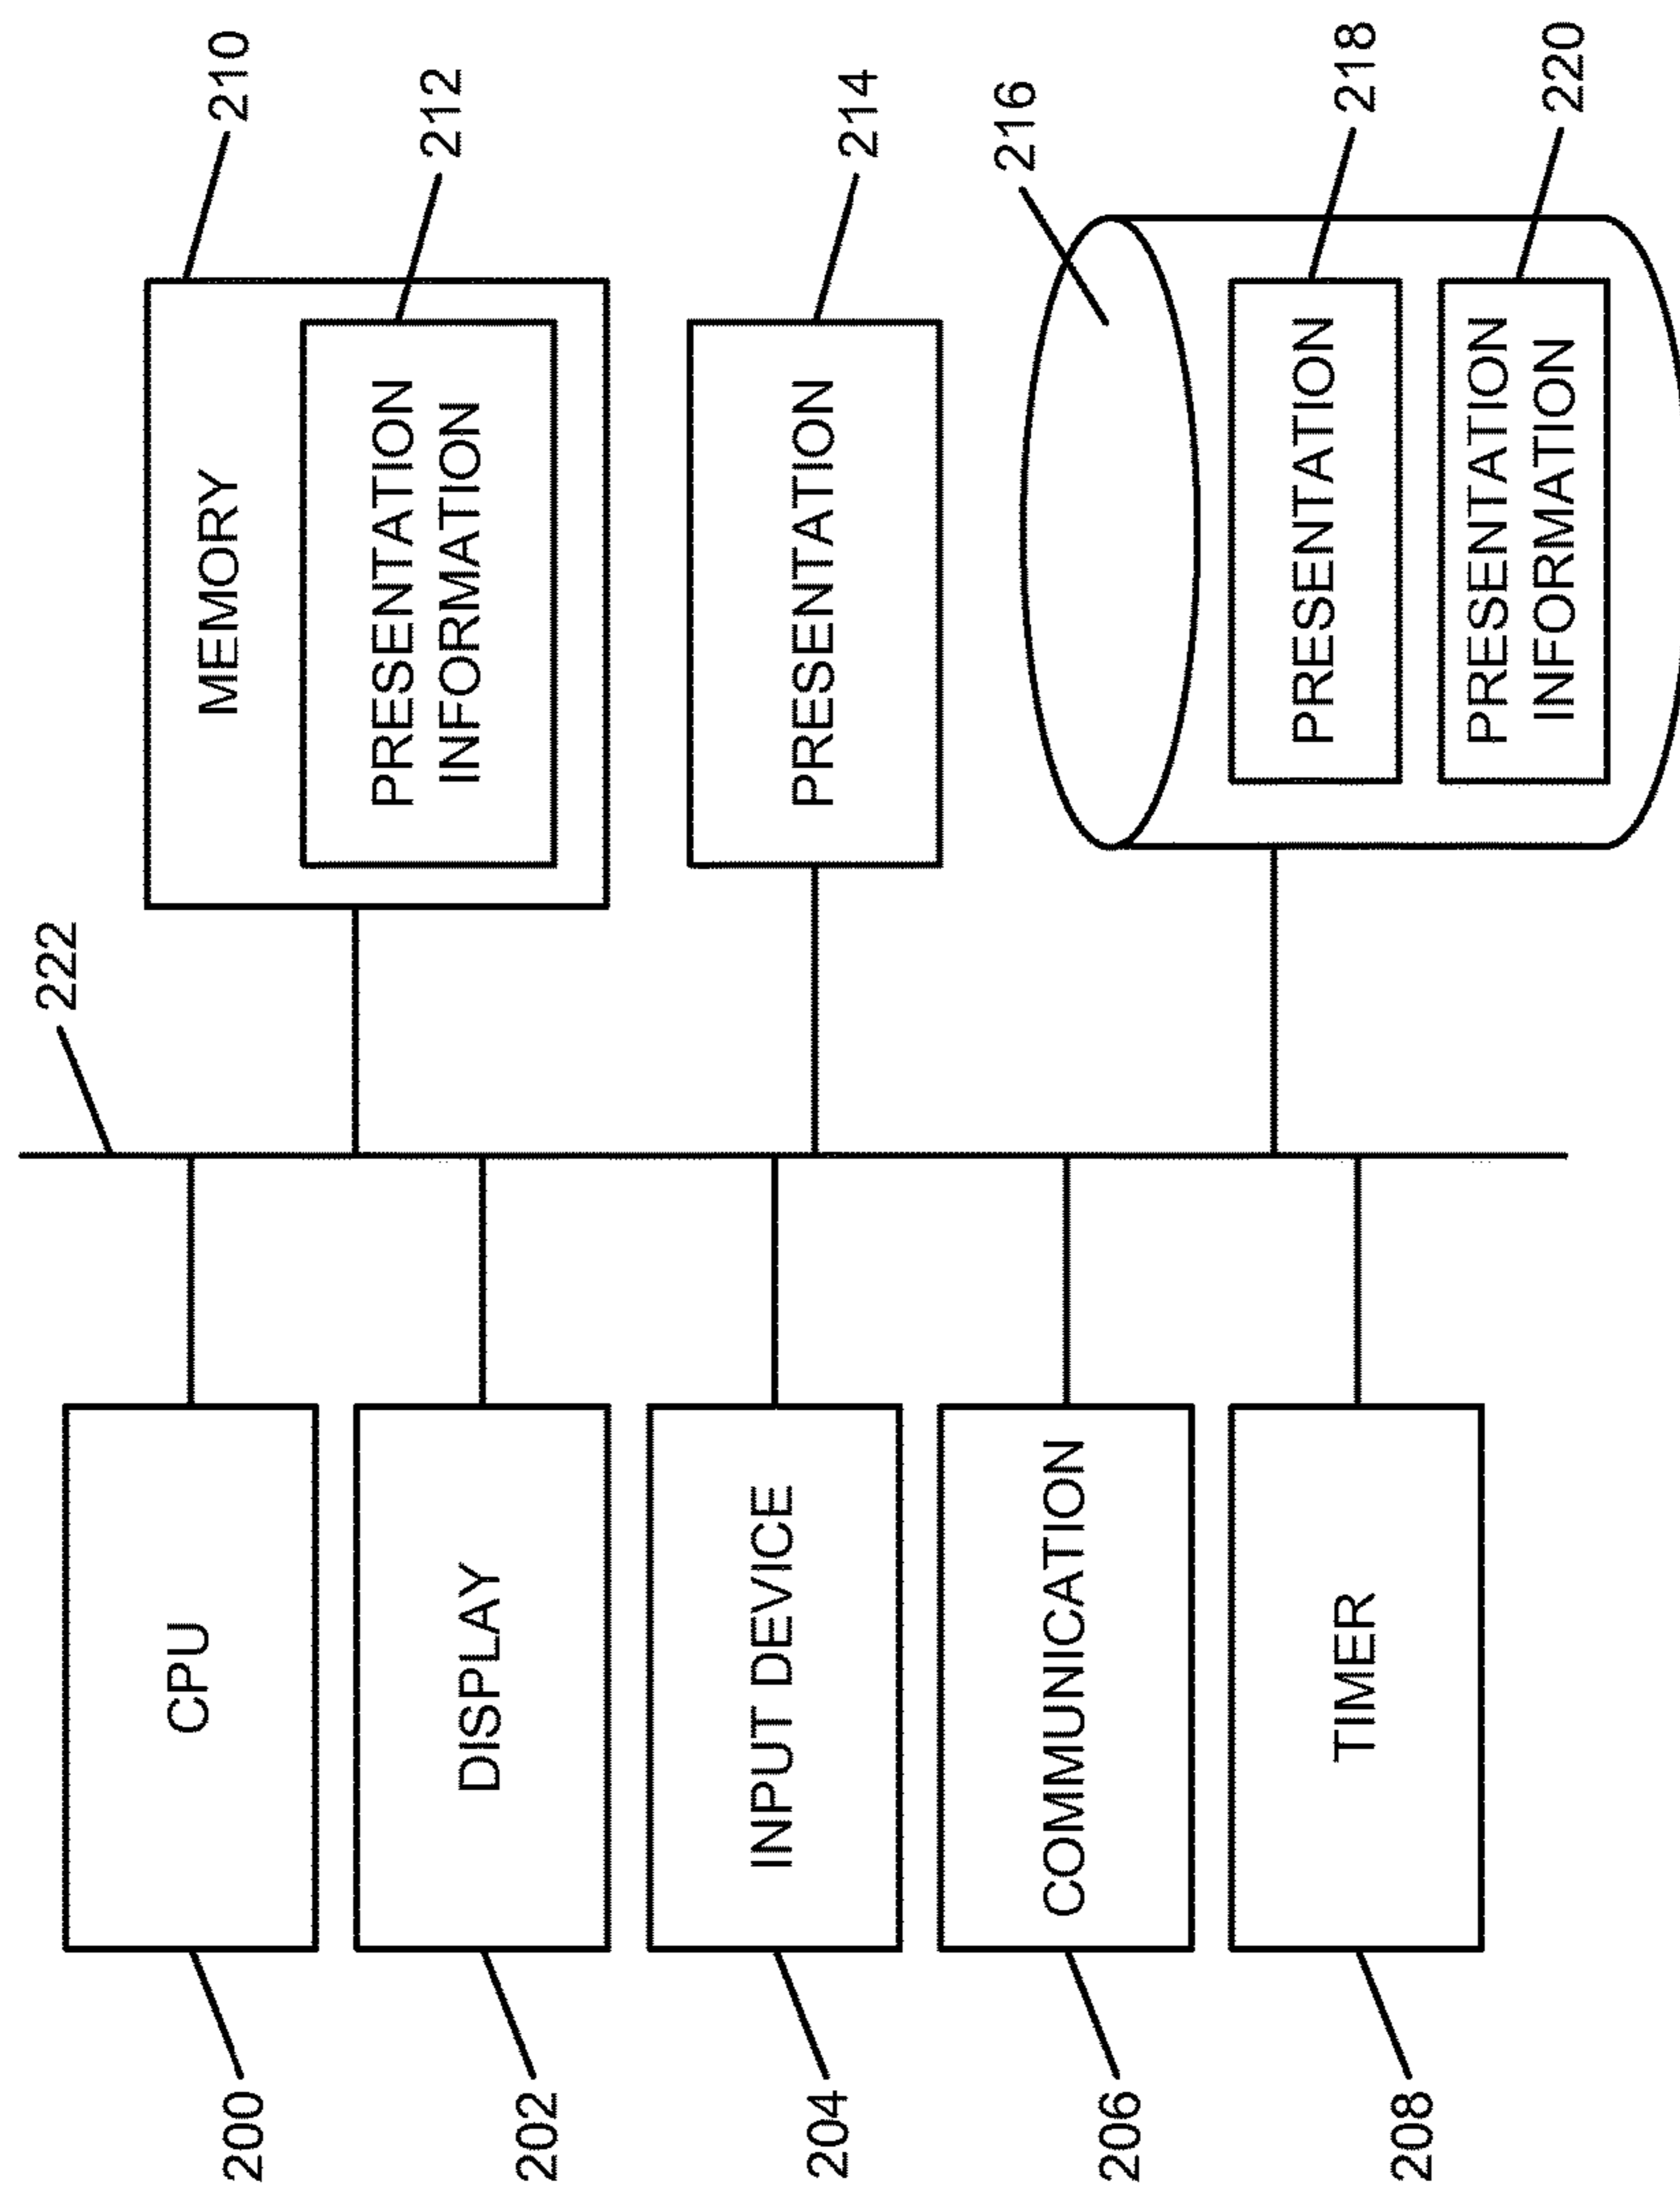 200
CPU
202
DISPLAY
204
INPUT DEVICE
206
COMMUNICATION
208
TIMER
222
210
MEMORY
212
PRESENTATION
INFORMATION
214
PRESENTATION
216
218
PRESENTATION
220
PRESENTATION
INFORMATION